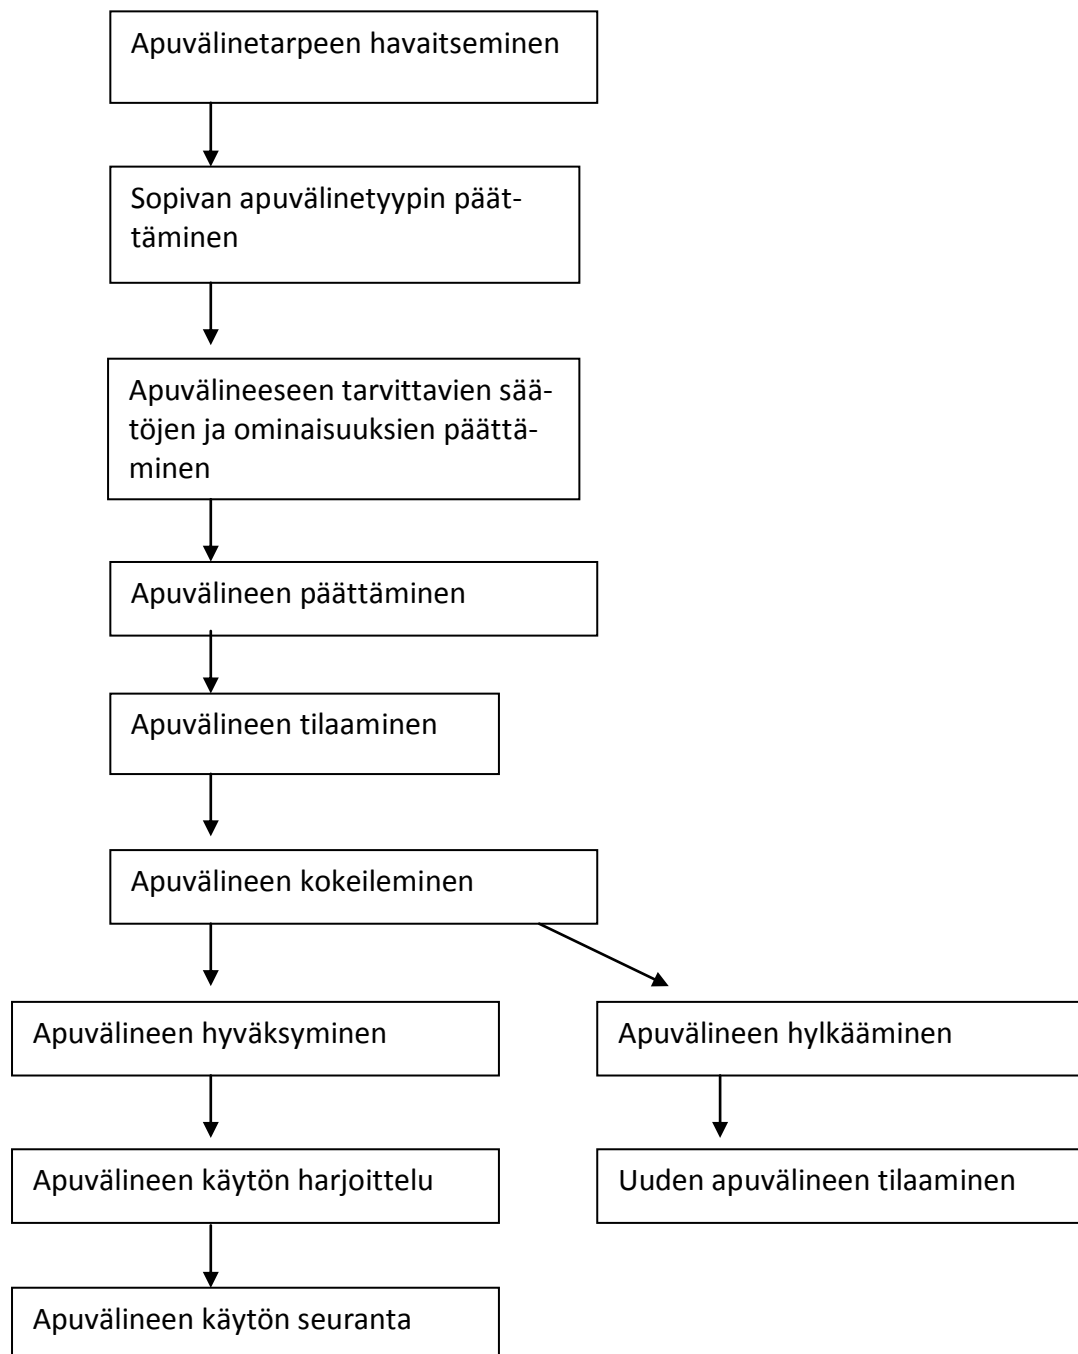 Apuvälinetarpeen havaitseminen
Sopivan apuvälinetyypin päät-
täminen
Apuvälineeseen tarvittavien sää-
töjen ja ominaisuuksien päättä-
minen
Apuvälineen päättäminen
Apuvälineen tilaaminen
Apuvälineen kokeileminen
Apuvälineen hyväksyminen
Apuvälineen hylkääminen
Apuvälineen käytön harjoittelu
Uuden apuvälineen tilaaminen
Apuvälineen käytön seuranta